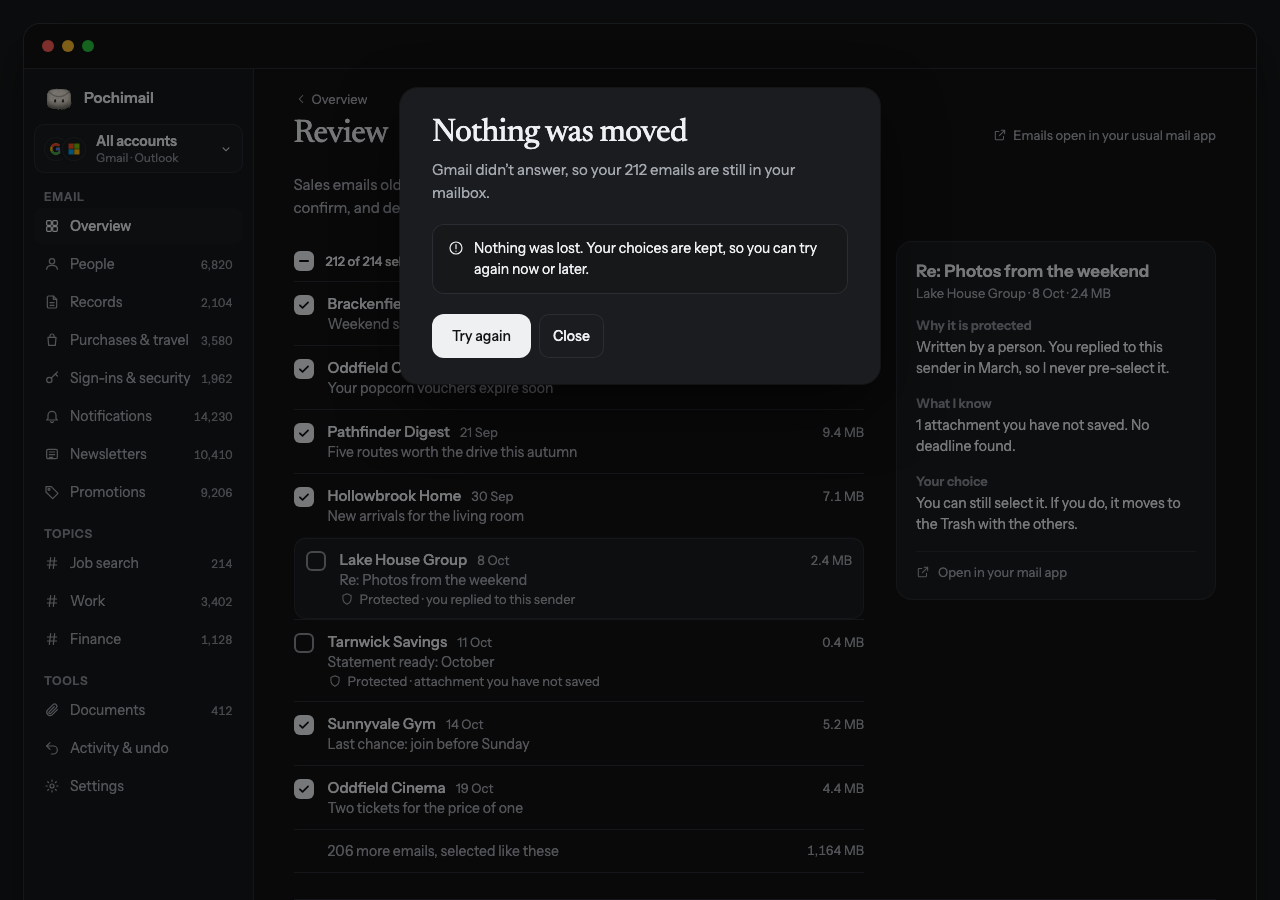 Pochimail
All accounts
Gmail · Outlook
EMAIL
Overview
People 6,820
Records 2,104
Purchases & travel 3,580
Sign-ins & security 1,962
Notifications 14,230
Newsletters 10,410
Promotions 9,206
TOPICS
Job search 214
Work 3,402
Finance 1,128
TOOLS
Documents 412
Activity & undo
Settings
Overview
Review
Emails open in your usual mail app
Sales emails old
confirm, and de
212 of 214 sel
Brackenfie
Weekend s
Oddfield C
Your popcorn vouchers expire soon
Pathfinder Digest 21 Sep 9.4 MB
Five routes worth the drive this autumn
Hollowbrook Home 30 Sep 7.1 MB
New arrivals for the living room
Lake House Group 8 Oct 2.4 MB
Re: Photos from the weekend
Protected · you replied to this sender
Tarnwick Savings 11 Oct 0.4 MB
Statement ready: October
Protected · attachment you have not saved
Sunnyvale Gym 14 Oct 5.2 MB
Last chance: join before Sunday
Oddfield Cinema 19 Oct 4.4 MB
Two tickets for the price of one
206 more emails, selected like these 1,164 MB
Nothing was moved
Gmail didn’t answer, so your 212 emails are still in your
mailbox.
Nothing was lost. Your choices are kept, so you can try
again now or later.
Try again Close
Re: Photos from the weekend
Lake House Group · 8 Oct · 2.4 MB
Why it is protected
Written by a person. You replied to this
sender in March, so I never pre-select it.
What I know
1 attachment you have not saved. No
deadline found.
Your choice
You can still select it. If you do, it moves to
the Trash with the others.
Open in your mail app